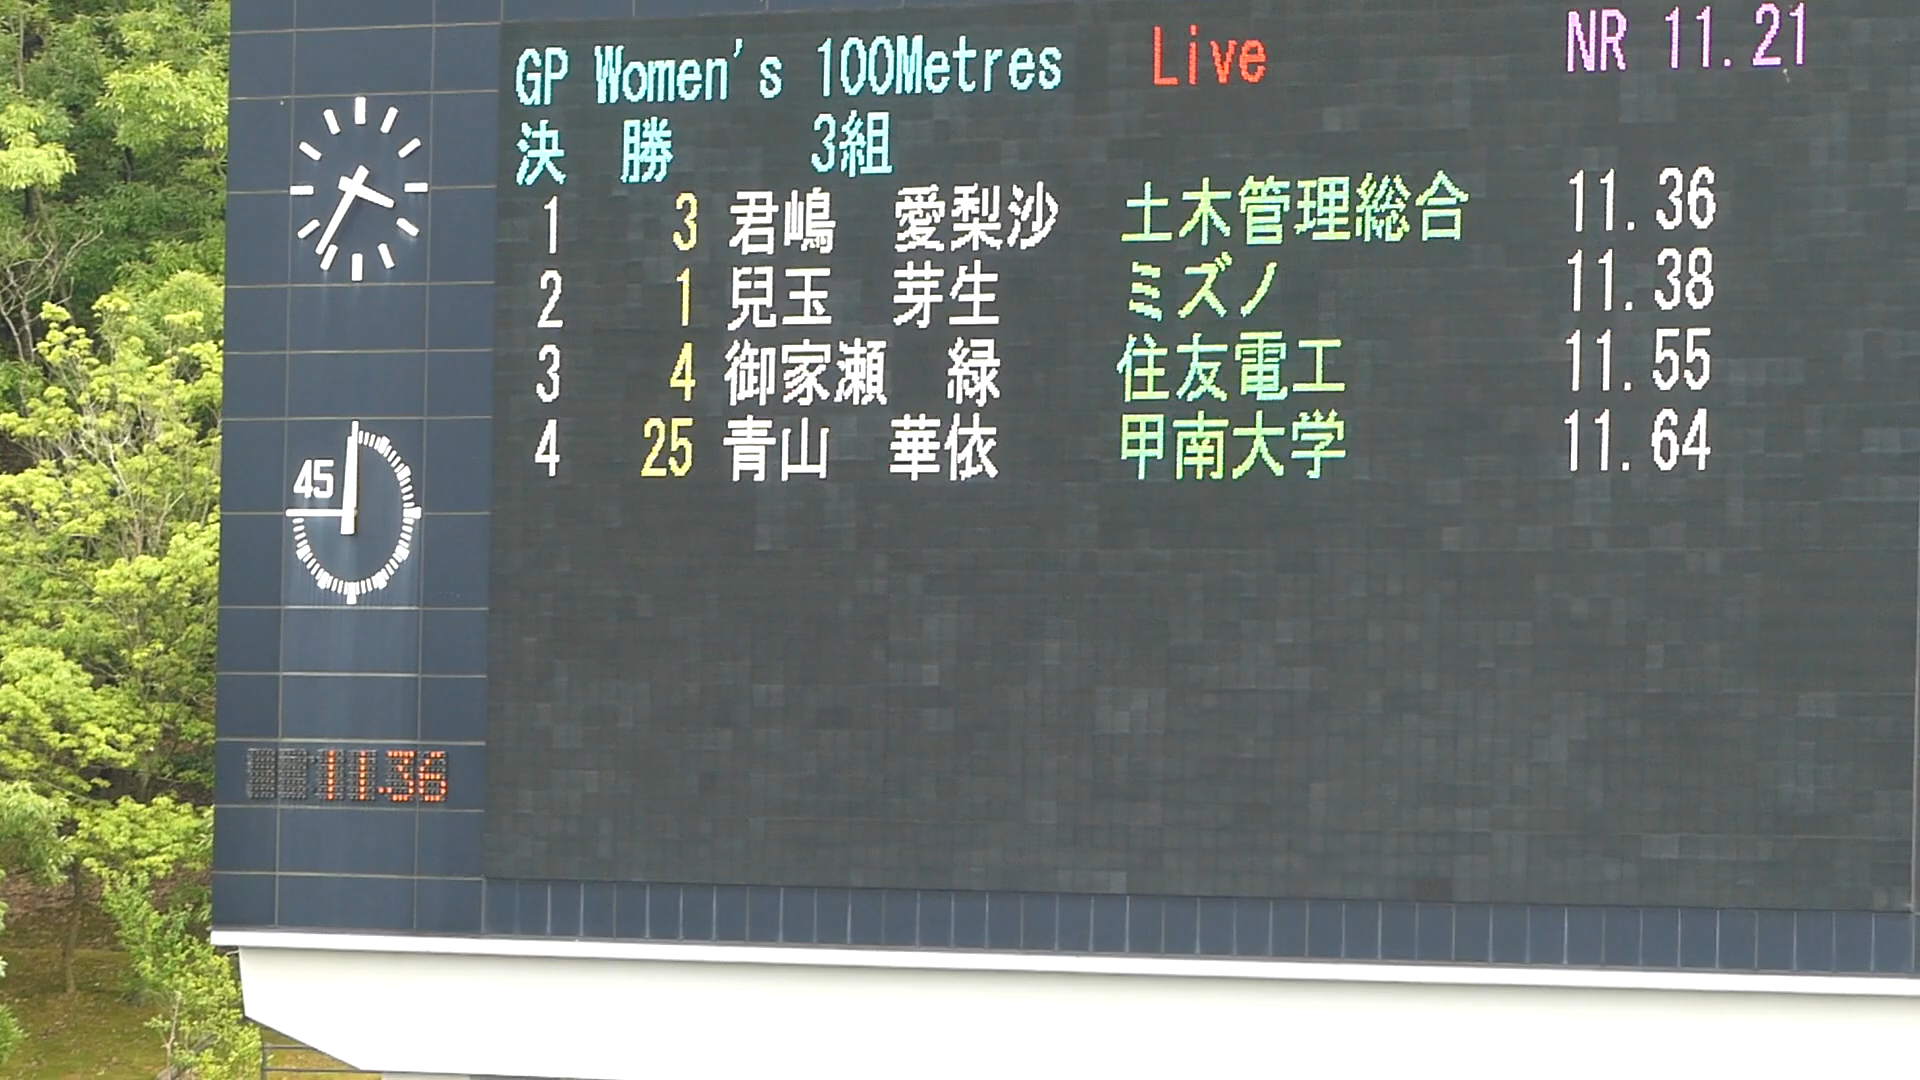 GP Women's 100Metres Live NR 11.21
決 勝 3組
1 3 君嶋 愛梨沙 土木管理総合 11.36
2 1 兒玉 芽生 ミズノ 11.38
3 4 御家瀬 緑 住友電工 11.55
4 25 青山 華依 甲南大学 11.64
45
11.36